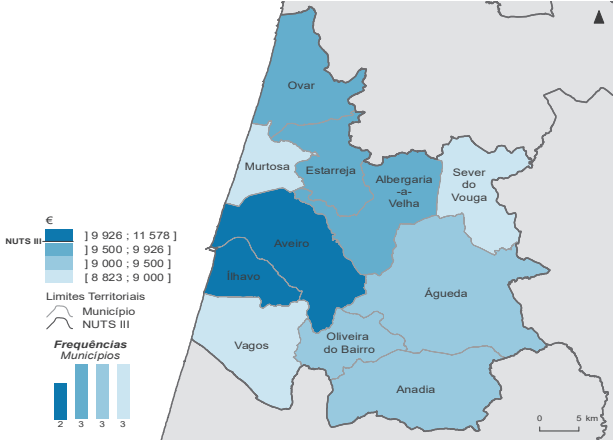 Ovar
Murtosa
Estarreja
Albergaria
-a-
Velha
Sever
do
Vouga
€
NUTS III
] 9 926 ; 11 578 ]
] 9 500 ; 9 926 ]
] 9 000 ; 9 500 ]
[ 8 823 ; 9 000 ]
Aveiro
Ílhavo
Águeda
Limites Territoriais
Município
NUTS III
Vagos
Oliveira
do Bairro
Anadia
Frequências
Municípios
2 3 3 3
0 5 km